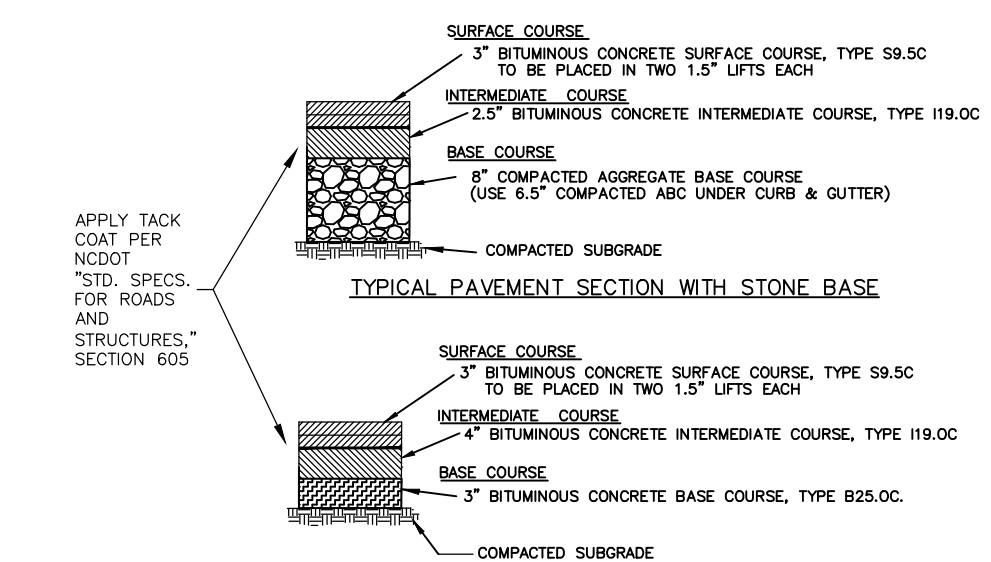 SURFACE COURSE
3" BITUMINOUS CONCRETE SURFACE COURSE, TYPE S9.5C
TO BE PLACED IN TWO 1.5" LIFTS EACH
INTERMEDIATE COURSE
2.5" BITUMINOUS CONCRETE INTERMEDIATE COURSE, TYPE I19.0C
BASE COURSE
8" COMPACTED AGGREGATE BASE COURSE
(USE 6.5" COMPACTED ABC UNDER CURB & GUTTER)
COMPACTED SUBGRADE
TYPICAL PAVEMENT SECTION WITH STONE BASE
APPLY TACK
COAT PER
NCDOT
"STD. SPECS.
FOR ROADS
AND
STRUCTURES,"
SECTION 605
SURFACE COURSE
3" BITUMINOUS CONCRETE SURFACE COURSE, TYPE S9.5C
TO BE PLACED IN TWO 1.5" LIFTS EACH
INTERMEDIATE COURSE
4" BITUMINOUS CONCRETE INTERMEDIATE COURSE, TYPE I19.0C
BASE COURSE
3" BITUMINOUS CONCRETE BASE COURSE, TYPE B25.0C.
COMPACTED SUBGRADE